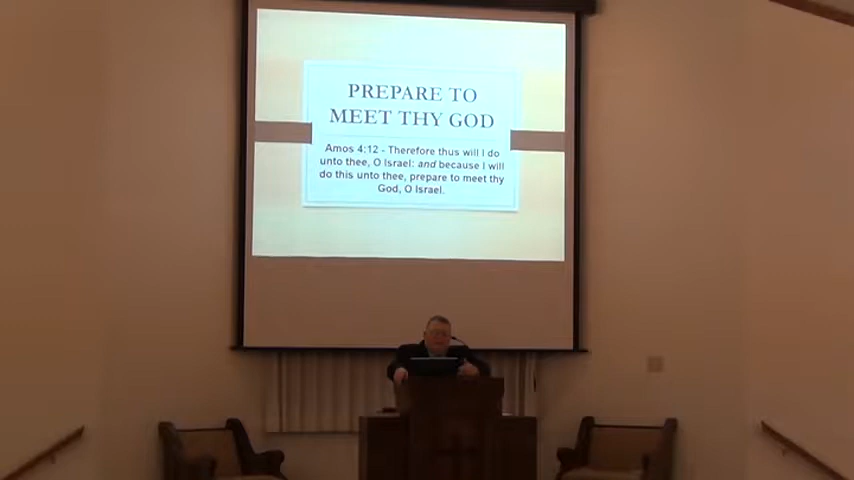 PREPARE TO
MEET THY GOD
Amos 4:12 - Therefore thus will I do
unto thee, O Israel: and because I will
do this unto thee, prepare to meet thy
God, O Israel.